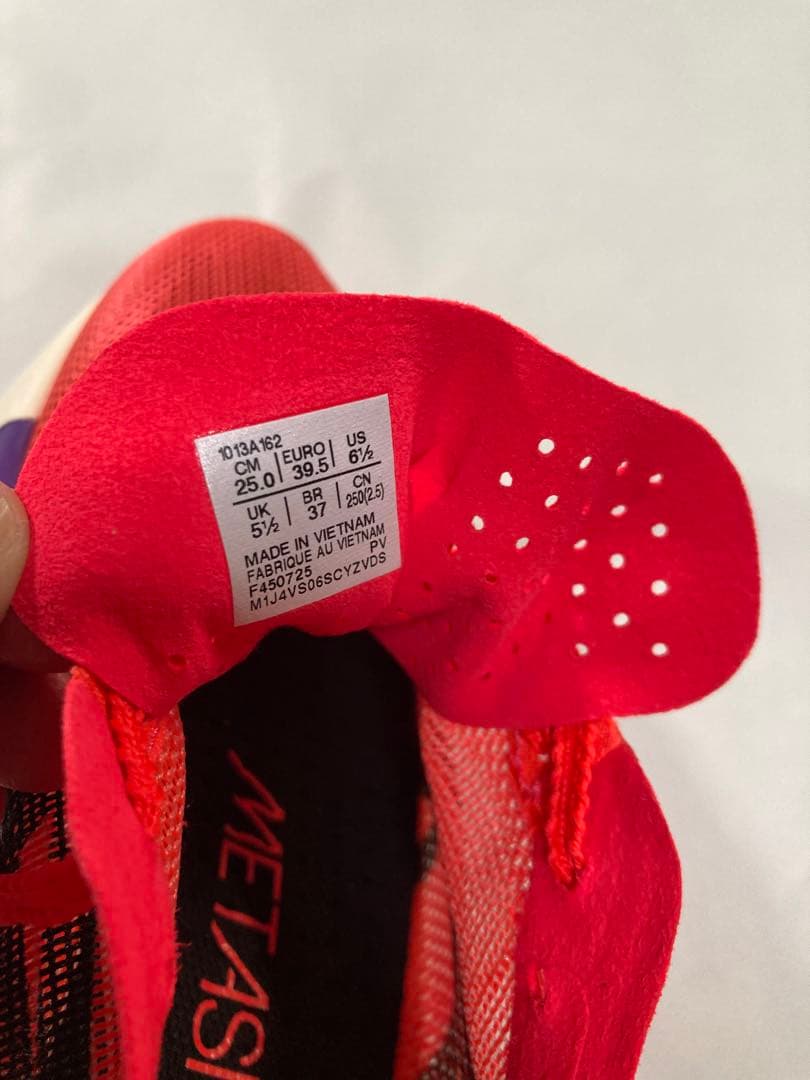 1013A162
CM EURO US
25.0 39.5 6½
UK BR CN
5½ 37 250(2.5)
MADE IN VIETNAM
FABRIQUE AU VIETNAM
F450725 PV
M1J4VS06SCYZVDS
METASI